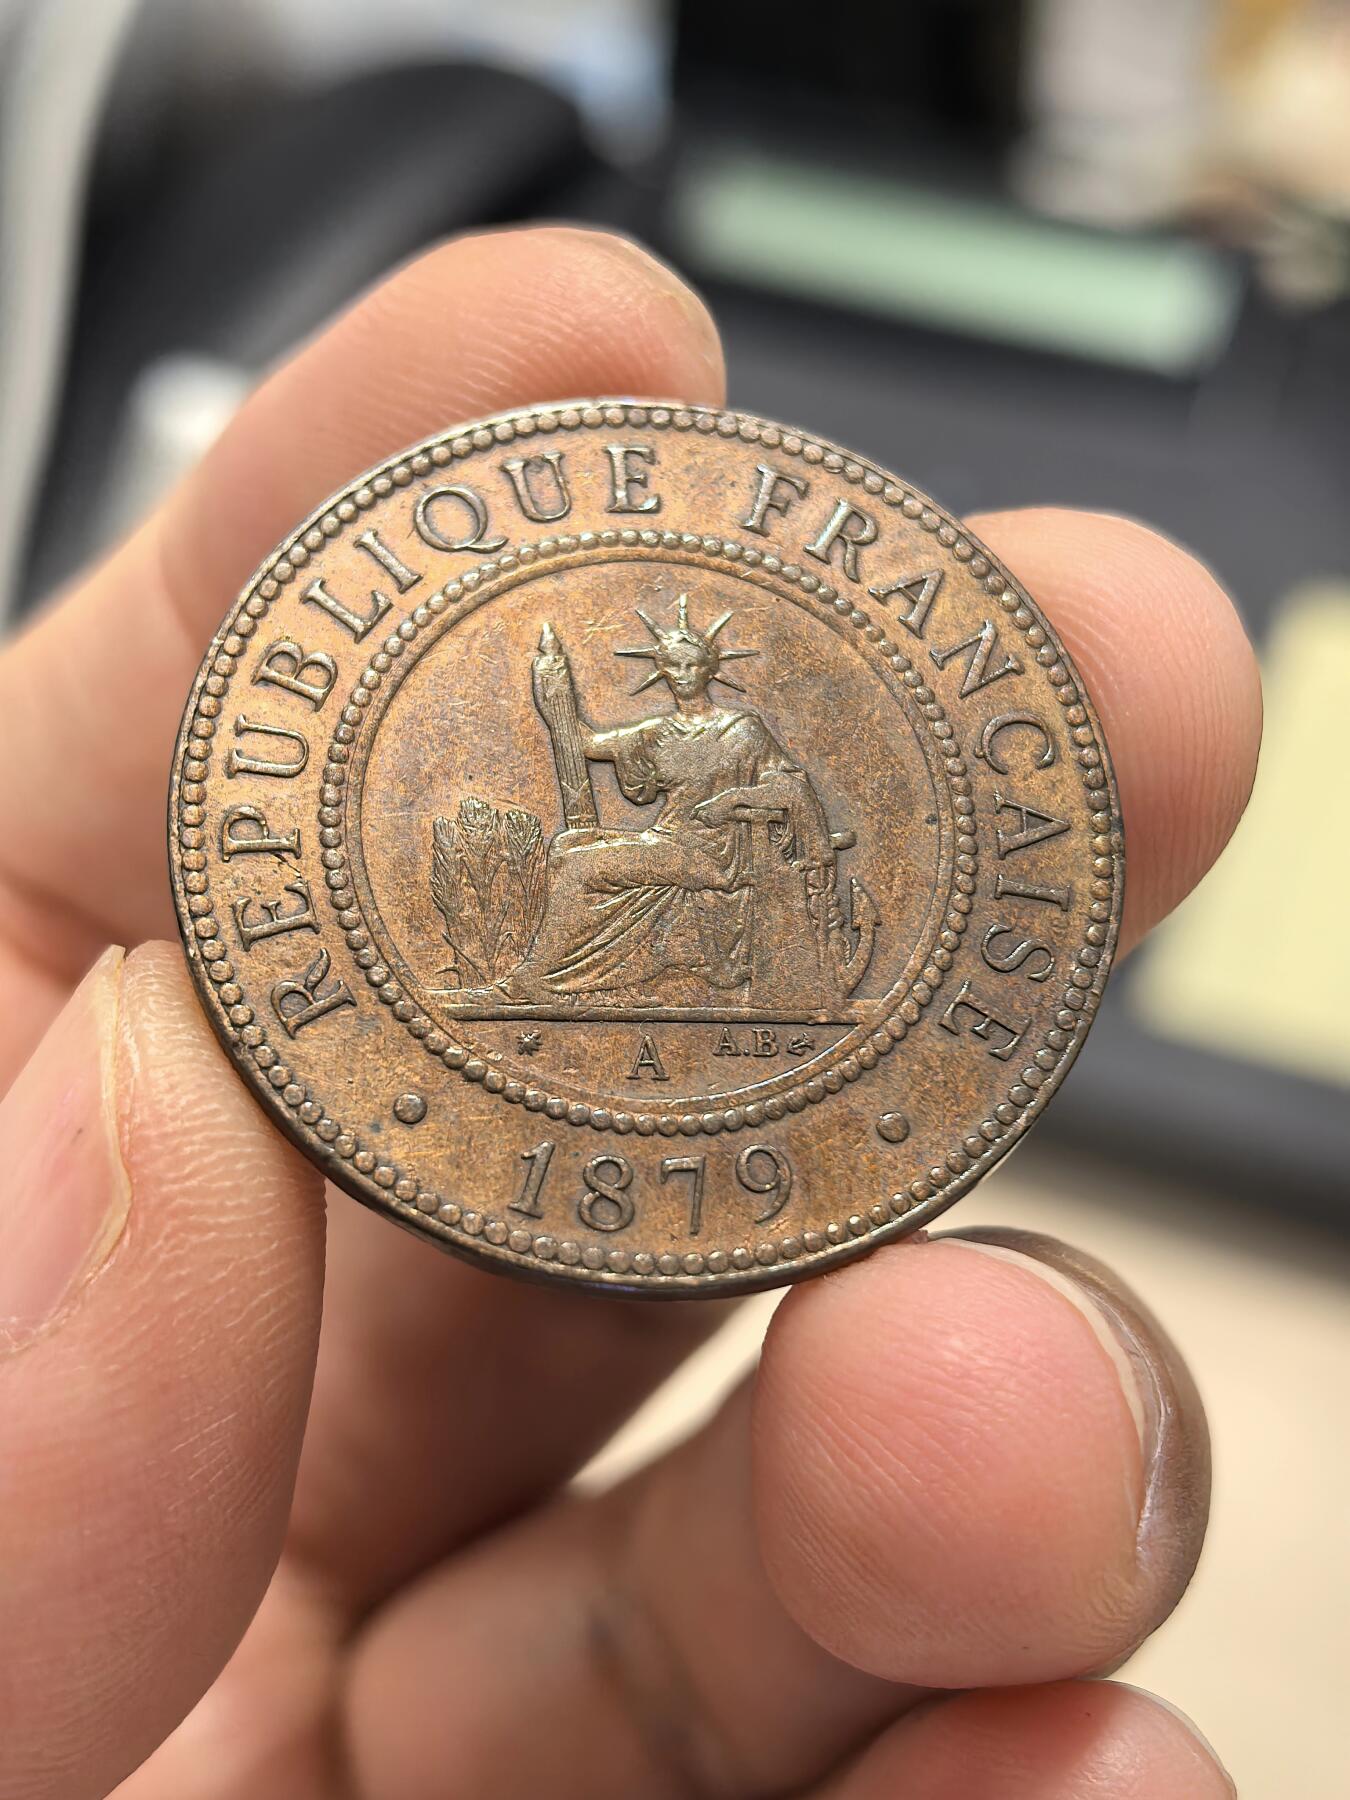 REPUBLIQUE FRANÇAISE
A
A.B
• 1879 •